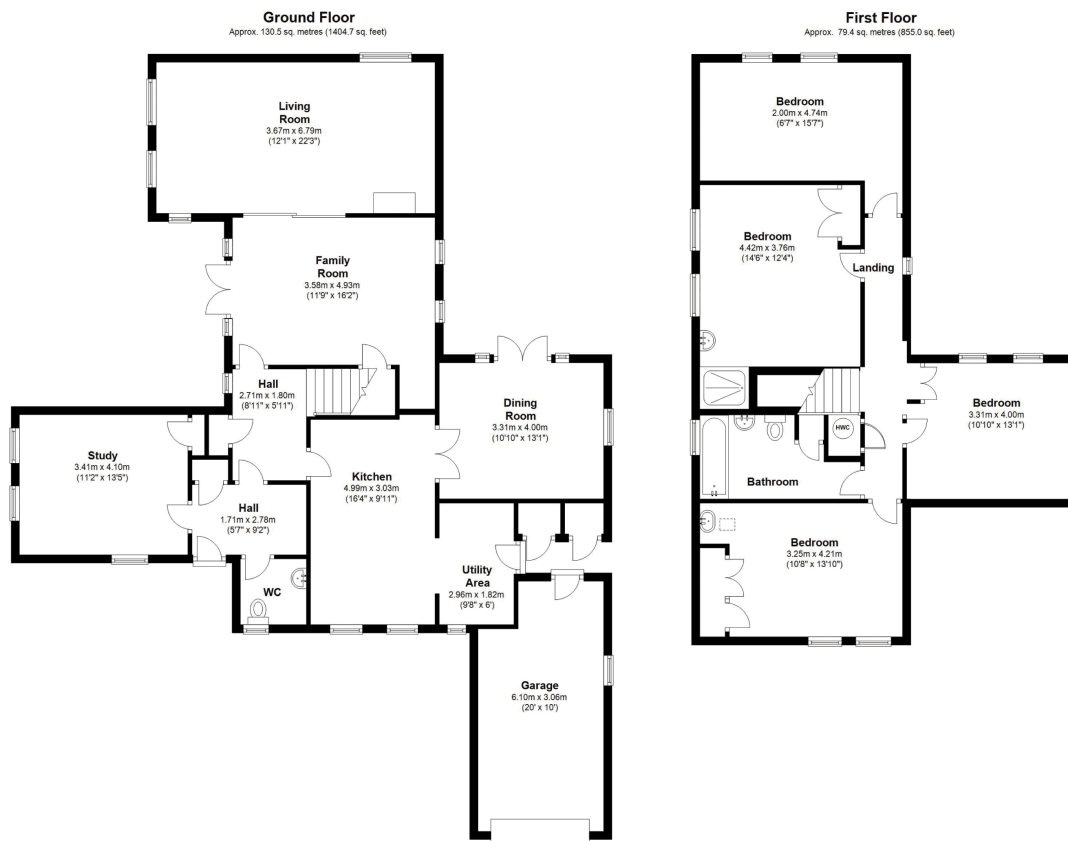 Ground Floor
Approx. 130.5 sq. metres (1404.7 sq. feet)
Living
Room
3.67m x 6.79m
(12'1" x 22'3")
Family
Room
3.58m x 4.93m
(11'9" x 16'2")
Hall
2.71m x 1.80m
(8'11" x 5'11")
Dining
Room
3.31m x 4.00m
(10'10" x 13'1")
Study
3.41m x 4.10m
(11'2" x 13'5")
Kitchen
4.99m x 3.03m
(16'4" x 9'11")
Hall
1.71m x 2.78m
(5'7" x 9'2")
WC
Utility
Area
2.96m x 1.82m
(9'8" x 6')
Garage
6.10m x 3.06m
(20' x 10')
First Floor
Approx. 79.4 sq. metres (855.0 sq. feet)
Bedroom
2.00m x 4.74m
(6'7" x 15'7")
Bedroom
4.42m x 3.76m
(14'6" x 12'4")
Landing
Bedroom
3.31m x 4.00m
(10'10" x 13'1")
HWC
Bathroom
Bedroom
3.25m x 4.21m
(10'8" x 13'10")